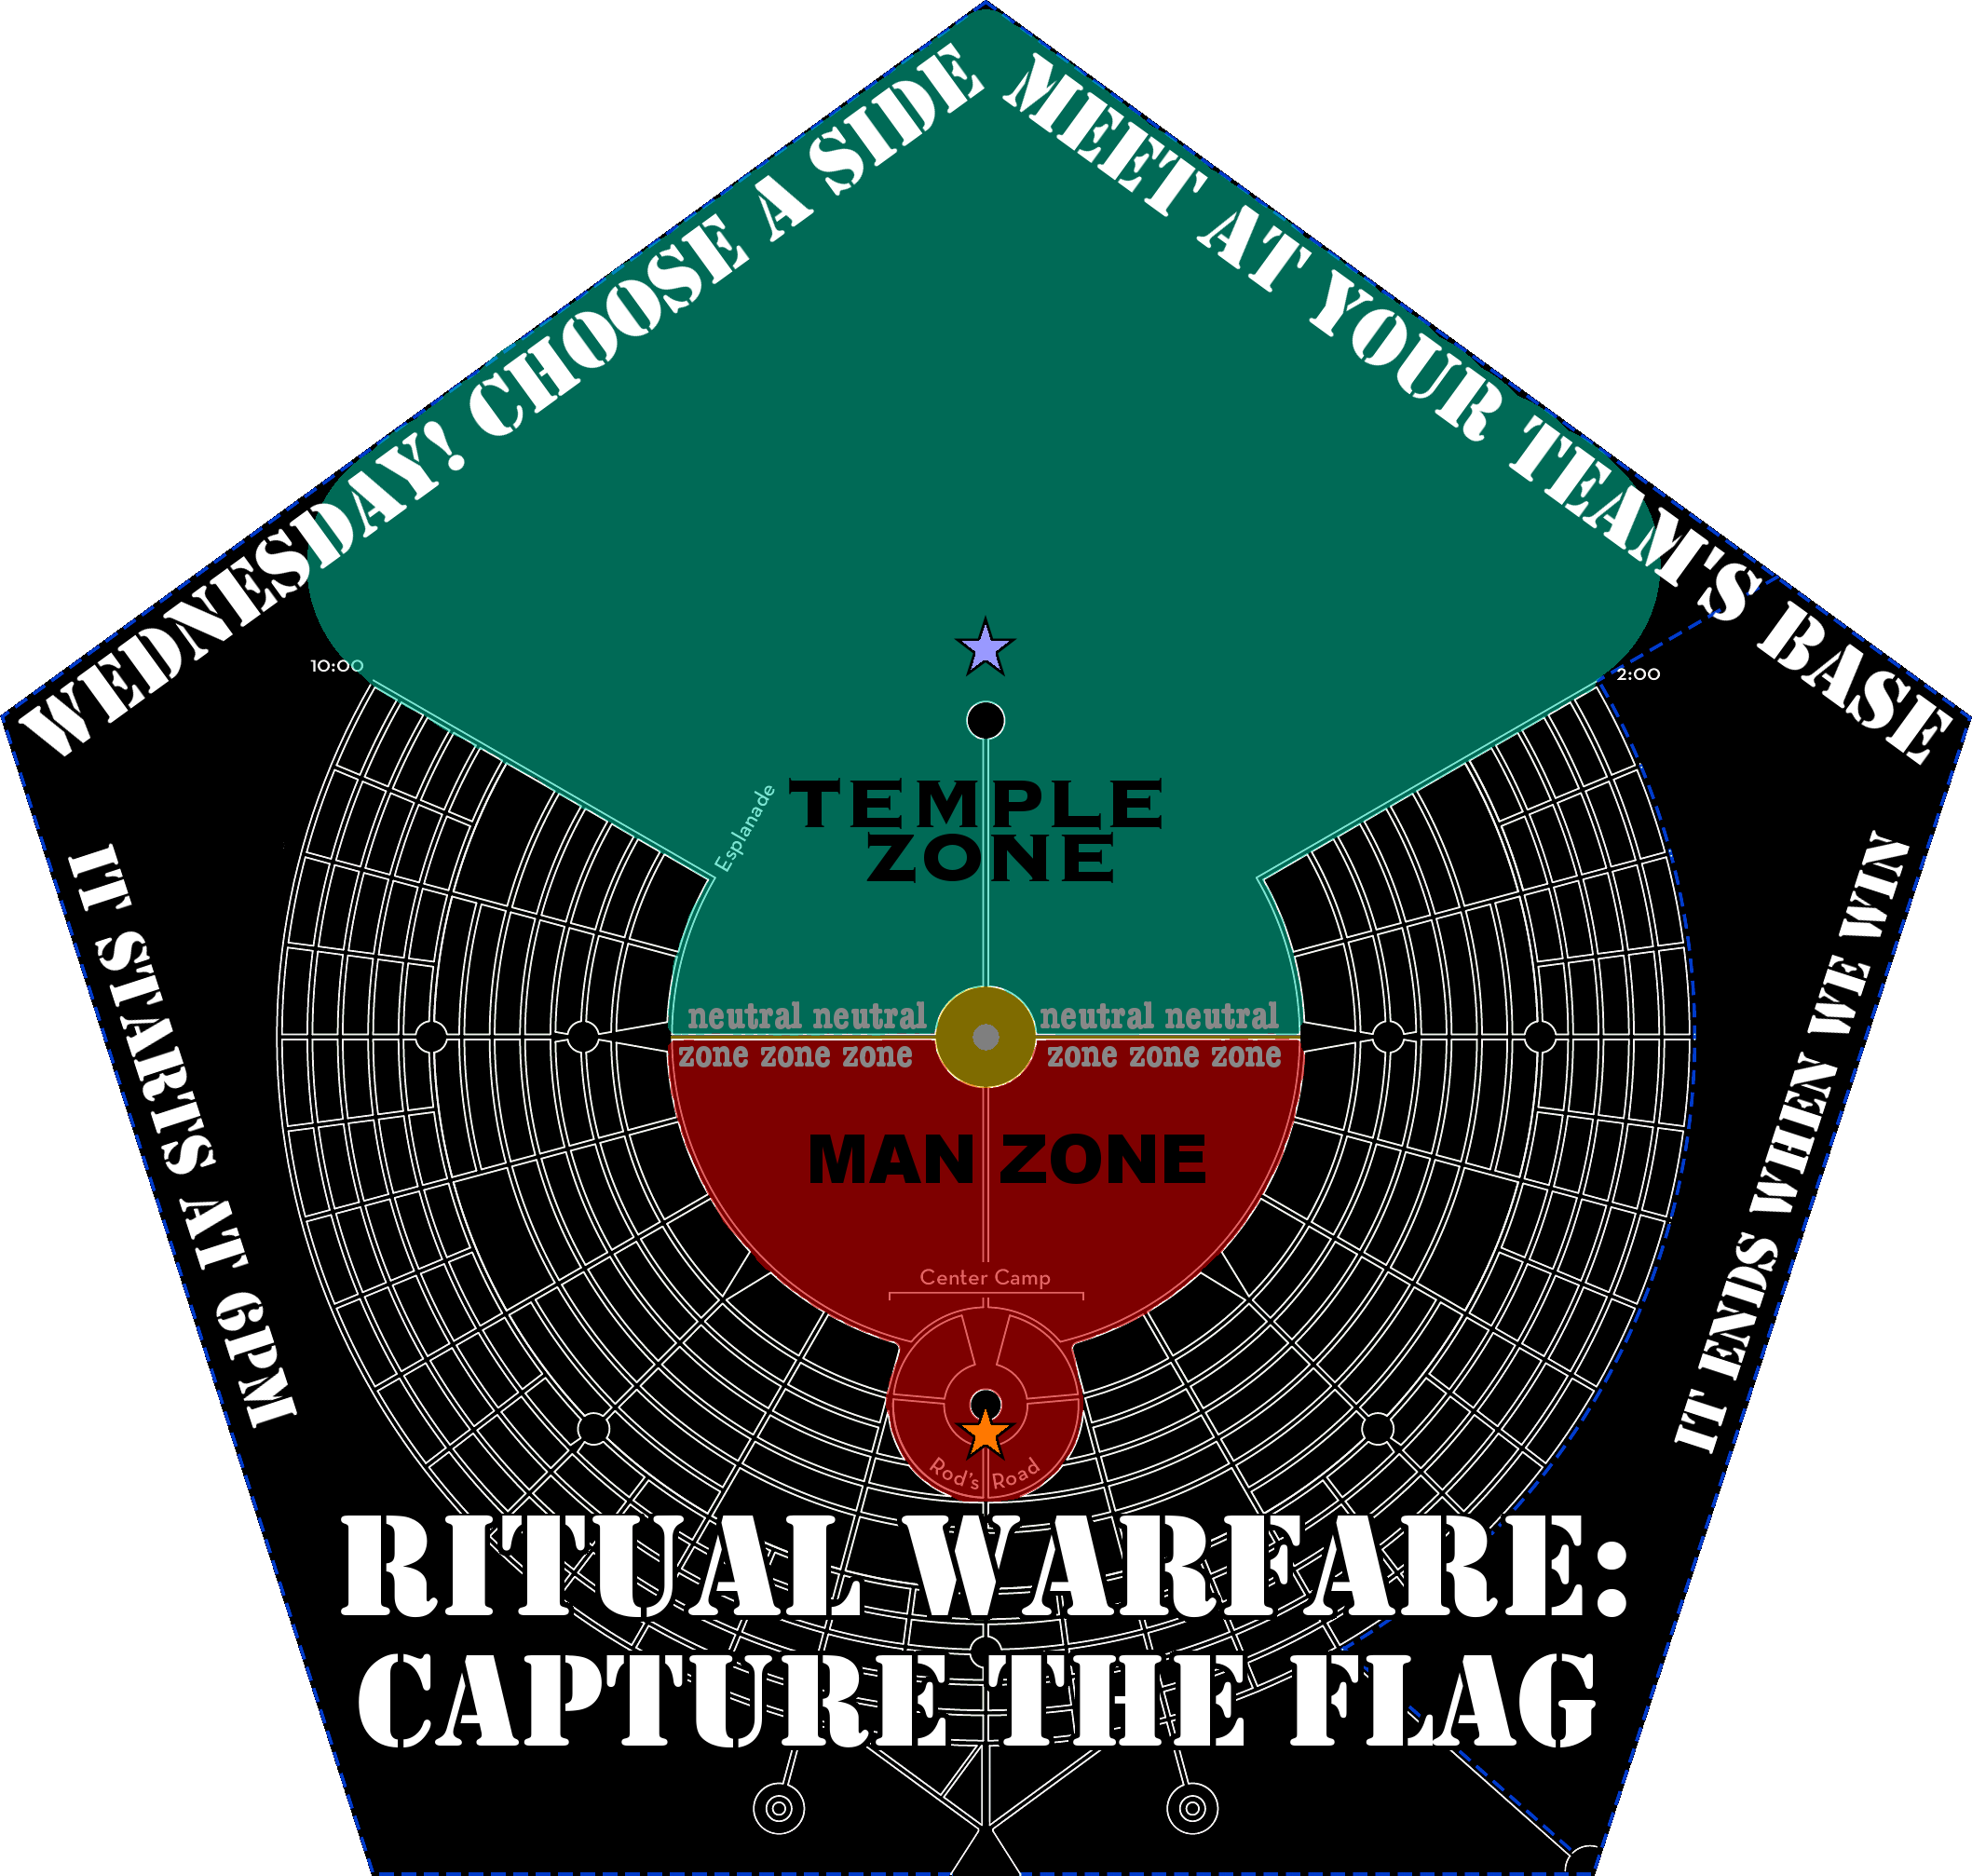 WEDNESDAY! CHOOSE A SIDE
MEET AT YOUR TEAM'S BASE
10:00
2:00
Esplanade
TEMPLE
ZONE
IT STARTS AT 6PM
IT ENDS WHEN WE WIN
neutral neutral
neutral neutral
zone zone zone
zone zone zone
MAN ZONE
Center Camp
Rod's Road
RITUAL WARFARE:
CAPTURE THE FLAG